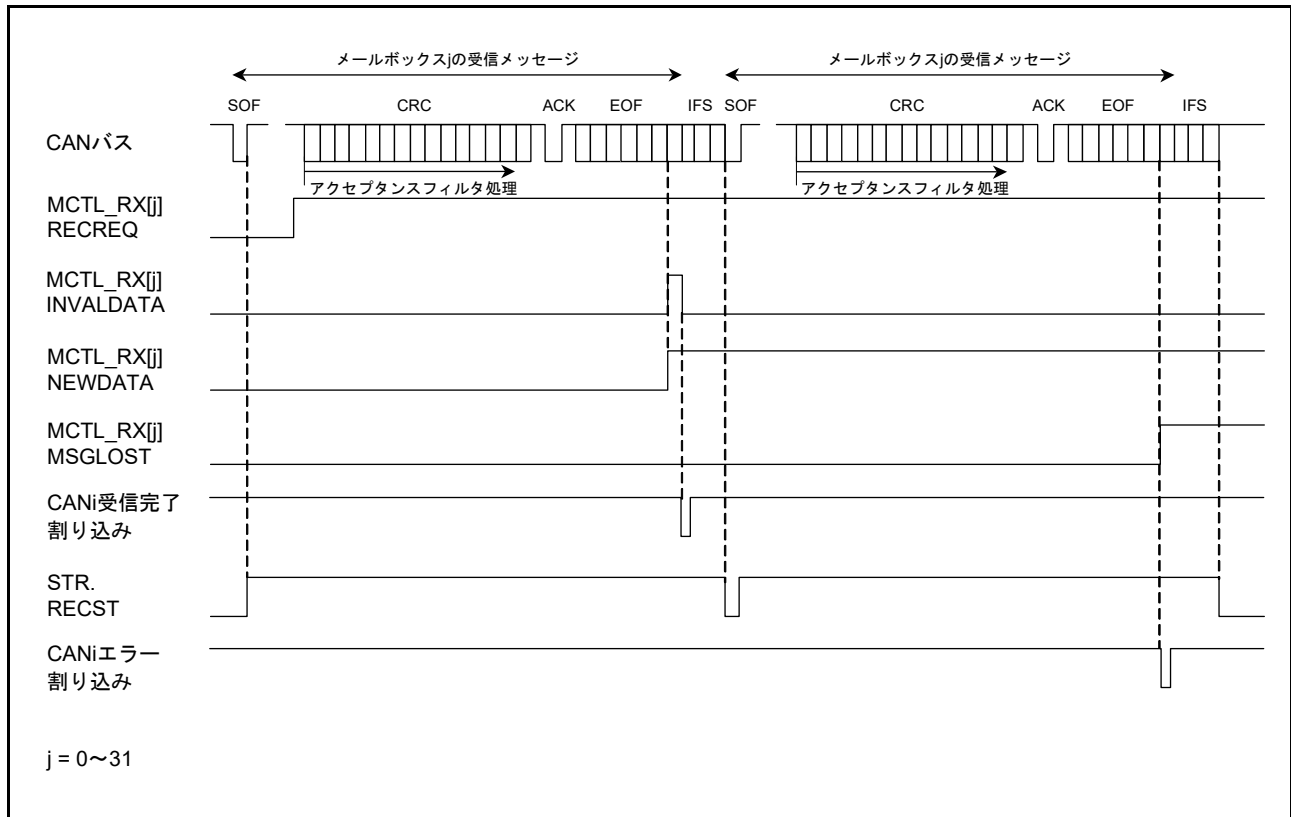 メールボックスjの受信メッセージ メールボックスjの受信メッセージ
SOF CRC ACK EOF IFS SOF CRC ACK EOF IFS
CANバス
アクセプタンスフィルタ処理 アクセプタンスフィルタ処理
MCTL_RX[j]
RECREQ
MCTL_RX[j]
INVALDATA
MCTL_RX[j]
NEWDATA
MCTL_RX[j]
MSGLOST
CANi受信完了
割り込み
STR.
RECST
CANiエラー
割り込み
j = 0～31